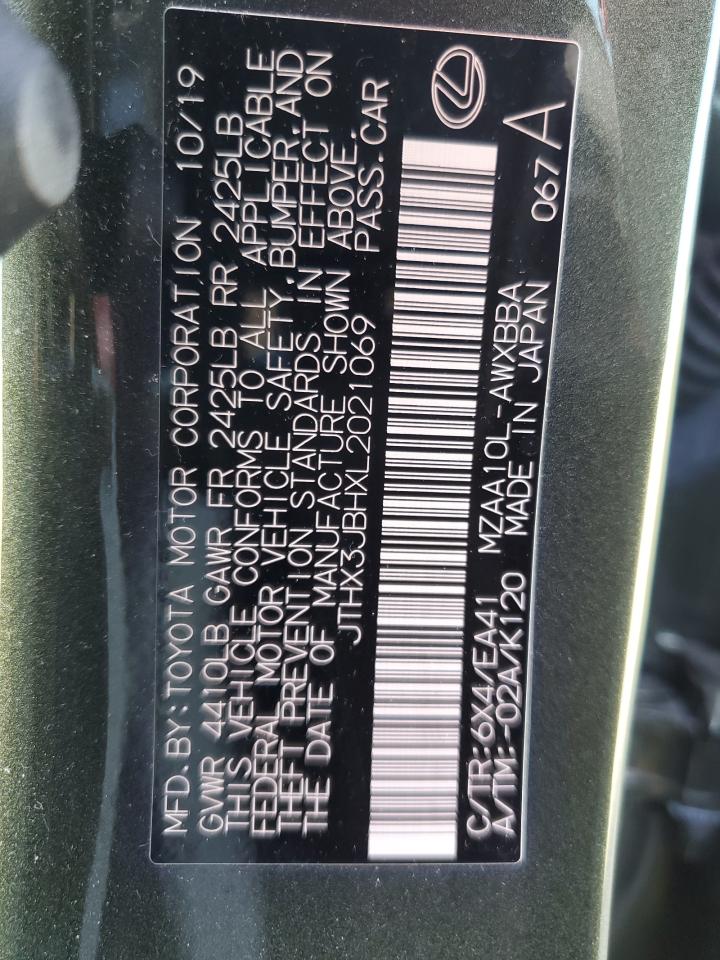 MFD.BY:TOYOTA MOTOR CORPORATION 10/19
GVWR 4410LB GAWR FR 2425LB RR 2425LB
THIS VEHICLE CONFORMS TO ALL APPLICABLE
FEDERAL MOTOR VEHICLE SAFETY, BUMPER, AND
THEFT PREVENTION STANDARDS IN EFFECT ON
THE DATE OF MANUFACTURE SHOWN ABOVE.
JTHX3JBHXL2021069 PASS.CAR
C/TR:6X4/EA41 MZAA10L-AWXBBA 067 A
A/TM:-02A/K120 MADE IN JAPAN